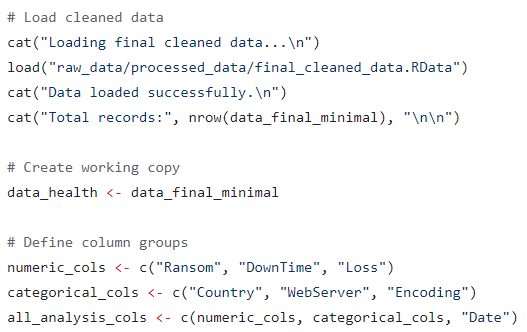 # Load cleaned data
cat("Loading final cleaned data...\n")
load("raw_data/processed_data/final_cleaned_data.RData")
cat("Data loaded successfully.\n")
cat("Total records:", nrow(data_final_minimal), "\n\n")

# Create working copy
data_health <- data_final_minimal

# Define column groups
numeric_cols <- c("Ransom", "DownTime", "Loss")
categorical_cols <- c("Country", "WebServer", "Encoding")
all_analysis_cols <- c(numeric_cols, categorical_cols, "Date")